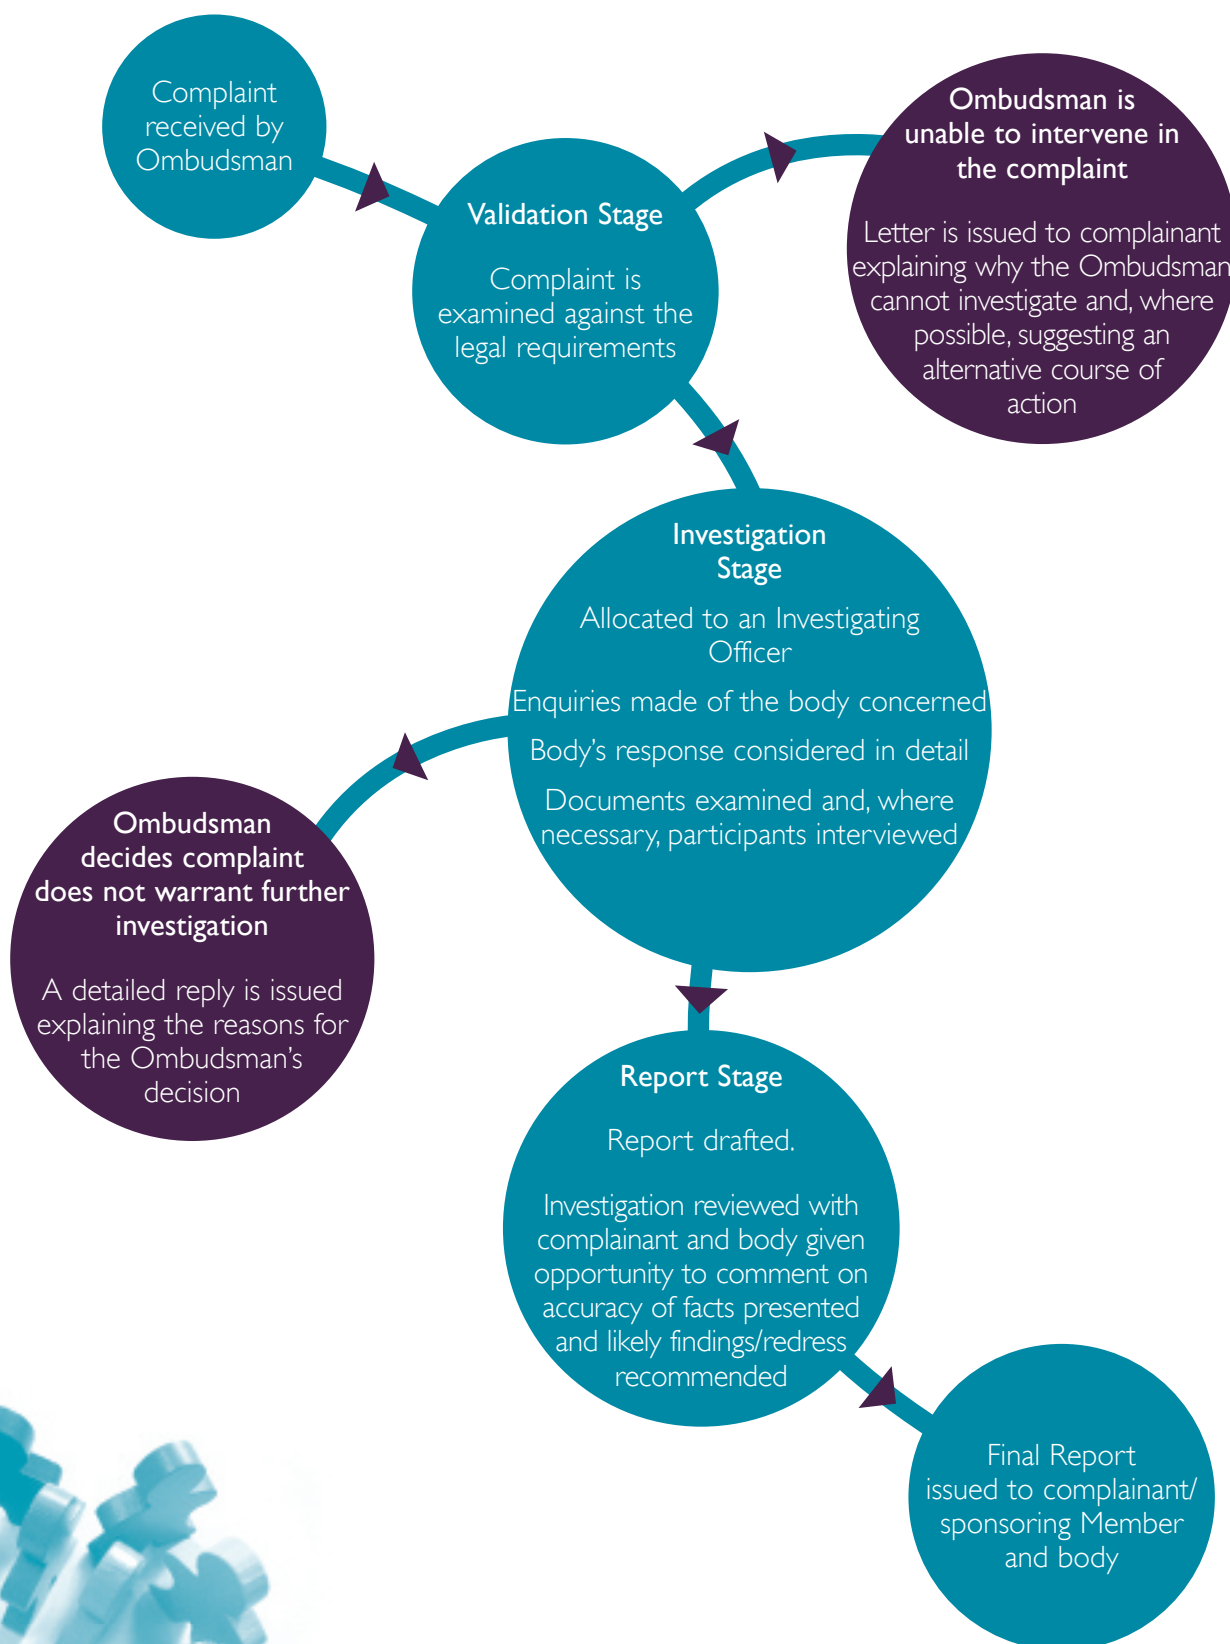 Complaint
received by
Ombudsman
Ombudsman is
unable to intervene in
the complaint
Letter is issued to complainant
explaining why the Ombudsman
cannot investigate and, where
possible, suggesting an
alternative course of
action
Validation Stage
Complaint is
examined against the
legal requirements
Investigation
Stage
Allocated to an Investigating
Officer
Enquiries made of the body concerned
Body’s response considered in detail
Documents examined and, where
necessary, participants interviewed
Ombudsman
decides complaint
does not warrant further
investigation
A detailed reply is issued
explaining the reasons for
the Ombudsman’s
decision
Report Stage
Report drafted.
Investigation reviewed with
complainant and body given
opportunity to comment on
accuracy of facts presented
and likely findings/redress
recommended
Final Report
issued to complainant/
sponsoring Member
and body